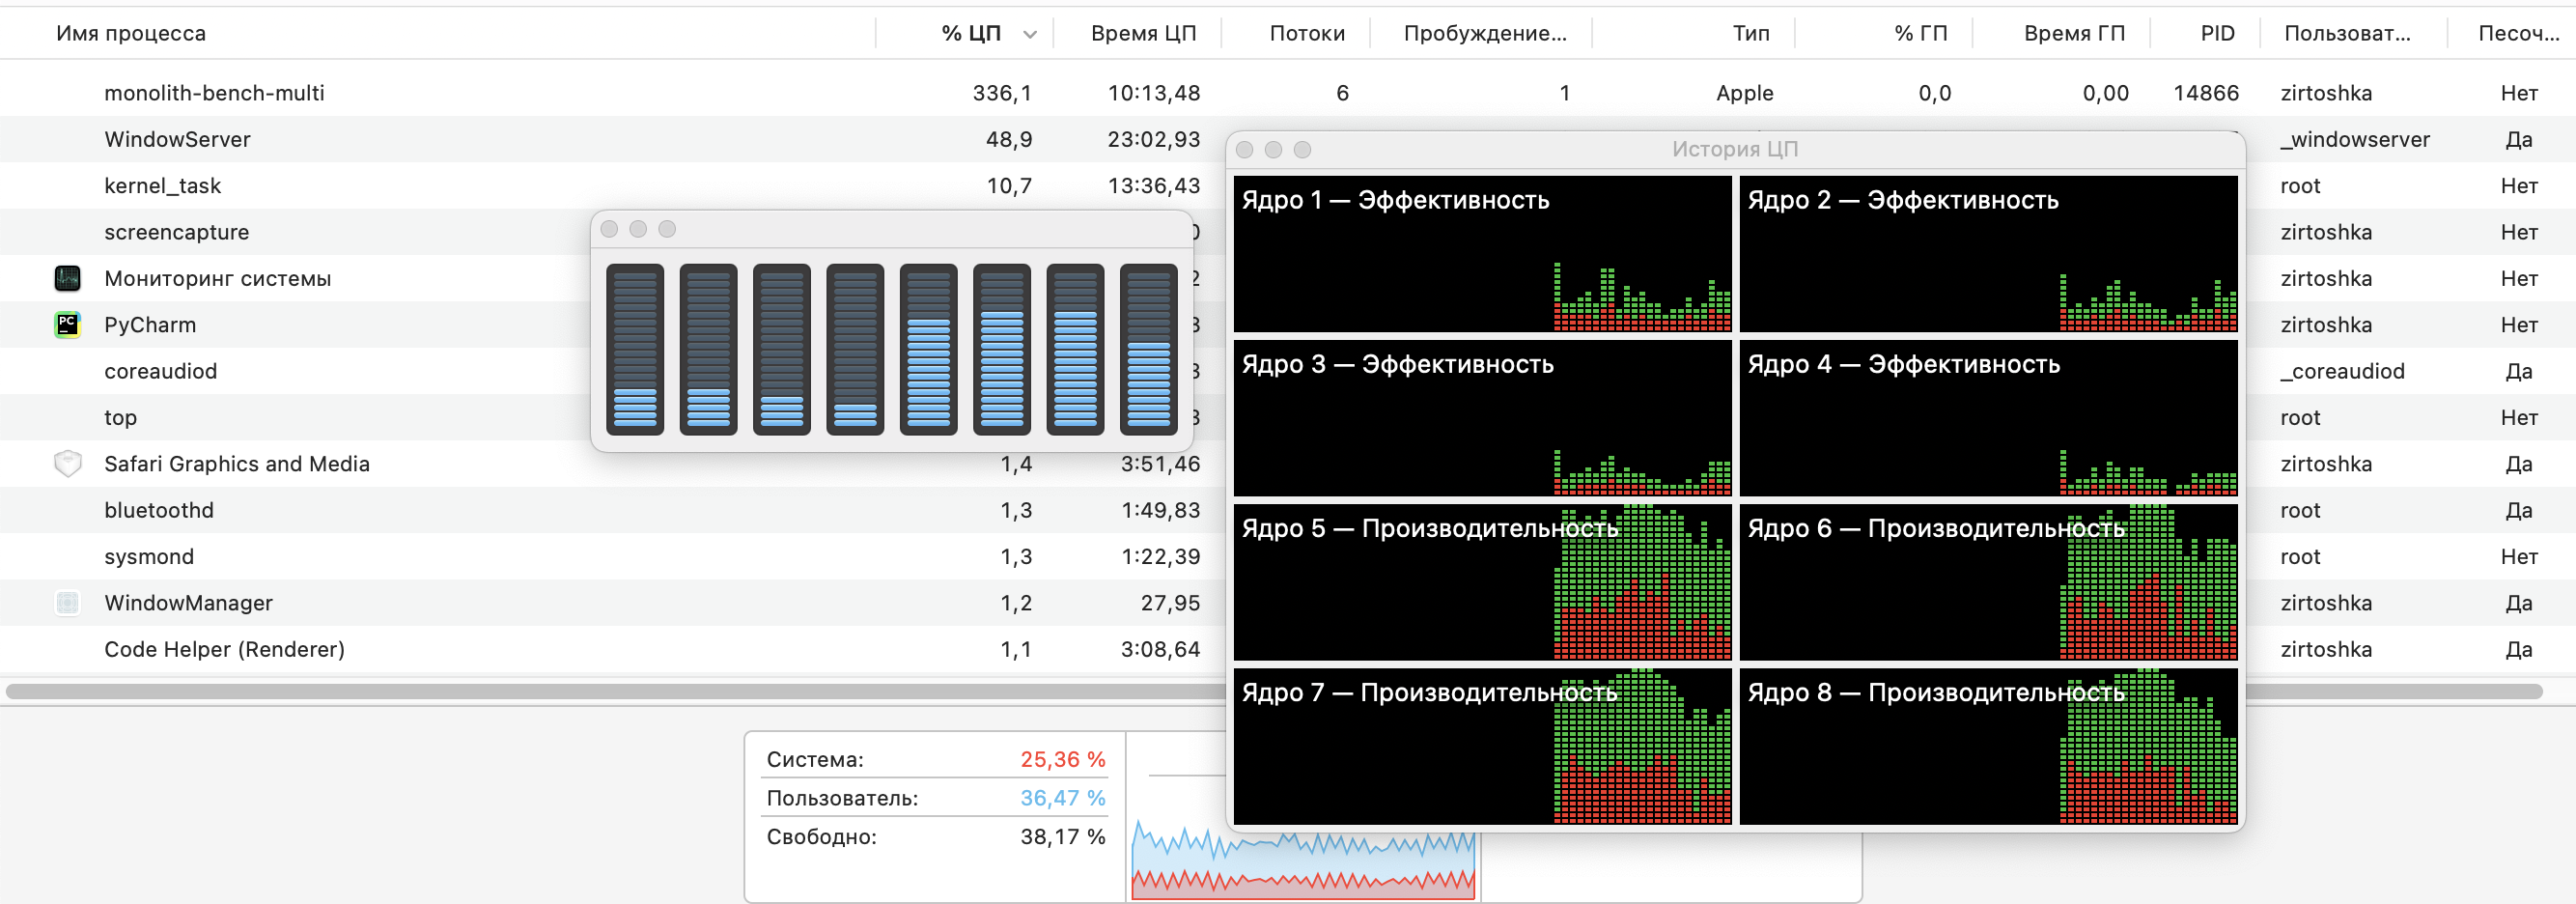 Имя процесса % ЦП Время ЦП Потоки Пробуждение... Тип % ГП Время ГП PID Пользоват... Песоч...
monolith-bench-multi 336,1 10:13,48 6 1 Apple 0,0 0,00 14866 zirtoshka Нет
WindowServer 48,9 23:02,93 _windowserver Да
kernel_task 10,7 13:36,43 root Нет
screencapture zirtoshka Нет
Мониторинг системы zirtoshka Нет
PyCharm zirtoshka Нет
coreaudiod _coreaudiod Да
top root Нет
Safari Graphics and Media 1,4 3:51,46 zirtoshka Да
bluetoothd 1,3 1:49,83 root Да
sysmond 1,3 1:22,39 root Нет
WindowManager 1,2 27,95 zirtoshka Да
Code Helper (Renderer) 1,1 3:08,64 zirtoshka Да
История ЦП
Ядро 1 — Эффективность
Ядро 2 — Эффективность
Ядро 3 — Эффективность
Ядро 4 — Эффективность
Ядро 5 — Производительность
Ядро 6 — Производительность
Ядро 7 — Производительность
Ядро 8 — Производительность
Система: 25,36 %
Пользователь: 36,47 %
Свободно: 38,17 %